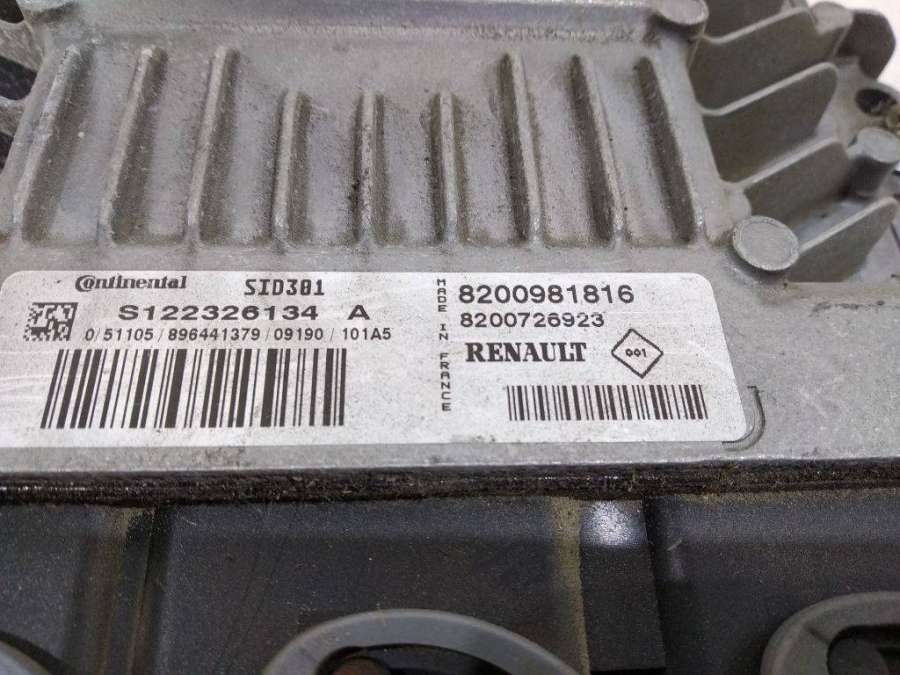 Continental SID301
S122326134 A
0/51105/896441379/09190/101A5
MADE IN FRANCE
8200981816
8200726923
RENAULT 001